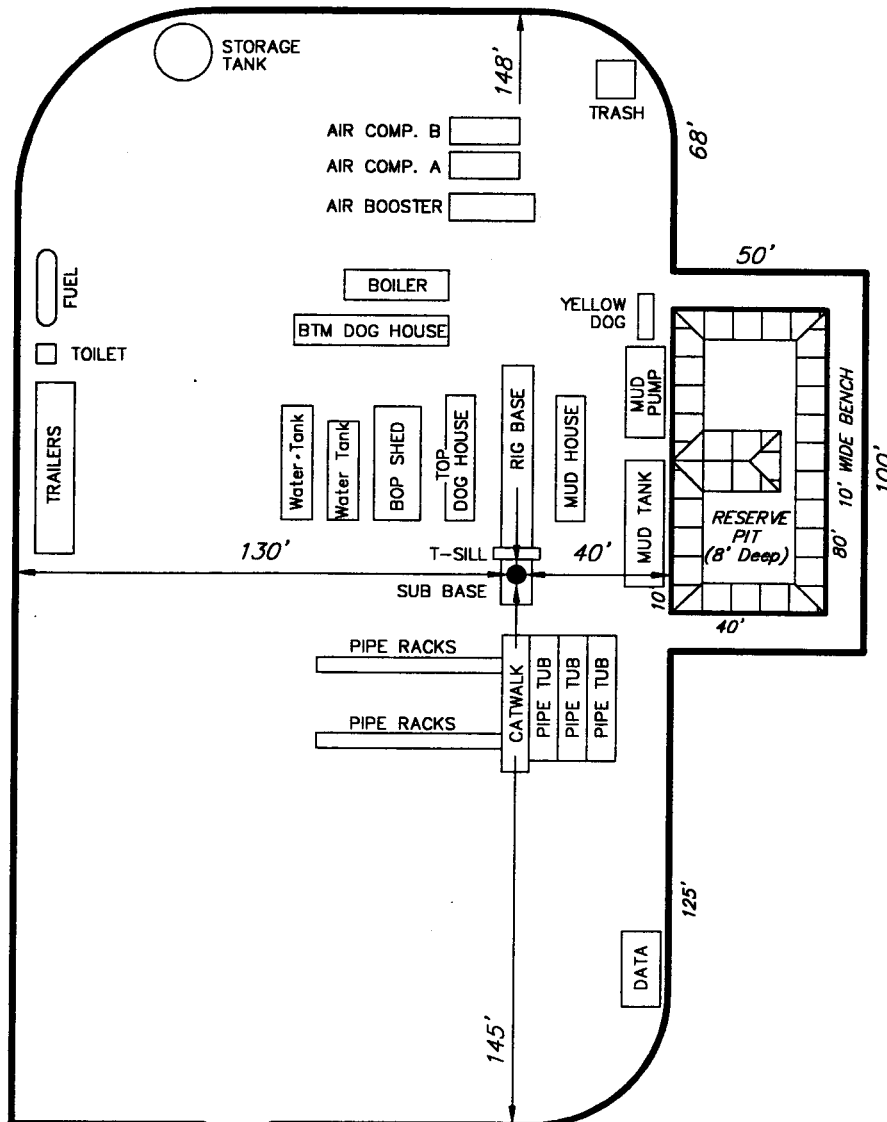 STORAGE
TANK
148'
TRASH
AIR COMP. B
AIR COMP. A
AIR BOOSTER
68'
50'
FUEL
BOILER
YELLOW
DOG
BTM DOG HOUSE
TOILET
TRAILERS
Water-Tank
Water Tank
BOP SHED
TOP
DOG HOUSE
RIG BASE
MUD HOUSE
MUD
PUMP
MUD TANK
RESERVE
PIT
(8' Deep)
10' WIDE BENCH
80'
100'
130'
T-SILL
40'
SUB BASE
10'
40'
PIPE RACKS
PIPE RACKS
CATWALK
PIPE TUB
PIPE TUB
PIPE TUB
125'
DATA
145'